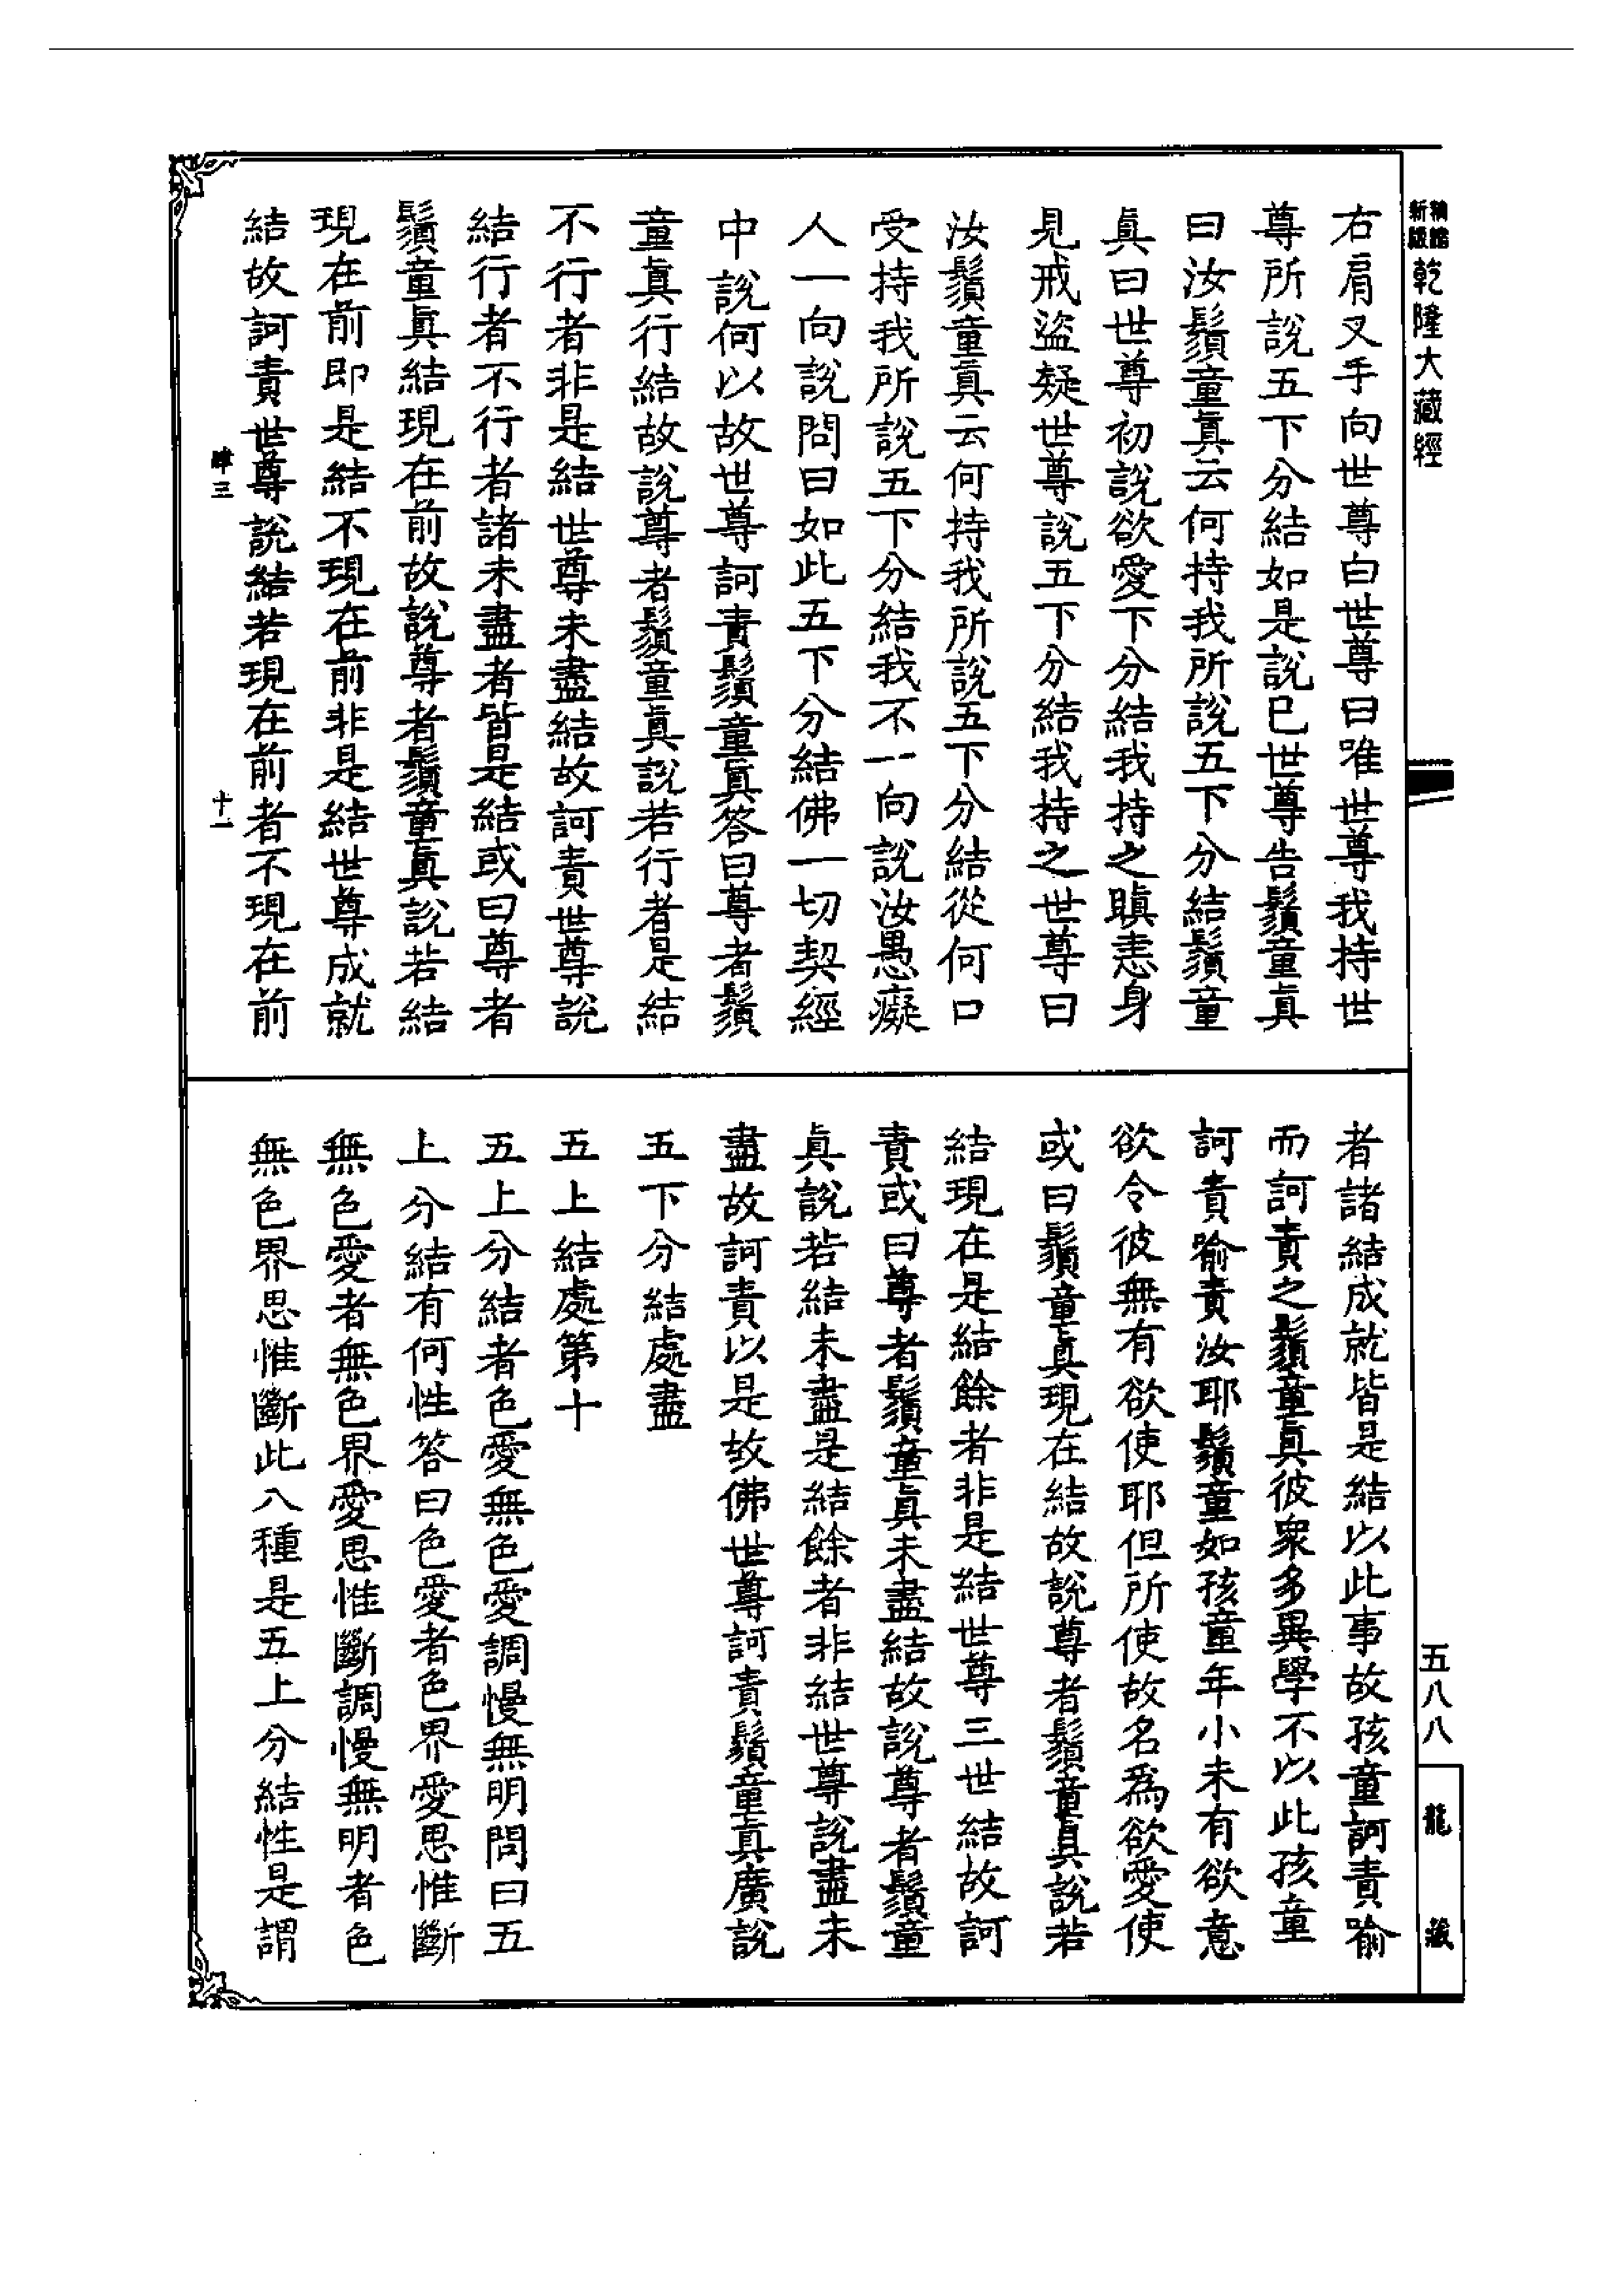 新編縮版
乾隆大藏經
右肩叉手向世尊白世尊曰唯世尊我持世
尊所說五下分結如是說已世尊告鬚童真
曰汝鬚童真云何持我所說五下分結鬚童
真曰世尊初說欲愛下分結我持之瞋恚身
見戒盜疑世尊說五下分結我持之世尊曰
汝鬚童真云何持我所說五下分結從何口
受持我所說五下分結我不一向說汝愚癡
人一向說問曰如此五下分結佛一切契經
中說何以故世尊訶責鬚童真答曰尊者鬚
童真行結故說尊者鬚童真說若行者是結
不行者非是結世尊未盡結故訶責世尊說
結行者不行者諸未盡者皆是結或曰尊者
鬚童真結現在前故說尊者鬚童真說若結
現在前即是結不現在前非是結世尊成就
結故訶責世尊說結若現在前者不現在前
肆三
十一
者諸結成就皆是結以此事故孩童訶責喻
而訶責之鬚童真彼衆多異學不以此孩童
訶責喻責汝耶鬚童如孩童年小未有欲意
欲令彼無有欲使耶但所使故名爲欲愛使
或曰鬚童真現在結故說尊者鬚童真說若
結現在是結餘者非是結世尊三世結故訶
責或曰尊者鬚童真未盡結故說尊者鬚童
真說若結未盡是結餘者非結世尊說盡未
盡故訶責以是故佛世尊訶責鬚童真廣說
五下分結處盡
五上結處第十
五上分結者色愛無色愛調慢無明問曰五
上分結有何性答曰色愛者色界愛思惟斷
無色愛者無色界愛思惟斷調慢無明者色
無色界思惟斷此八種是五上分結性是謂
五八八
龍藏